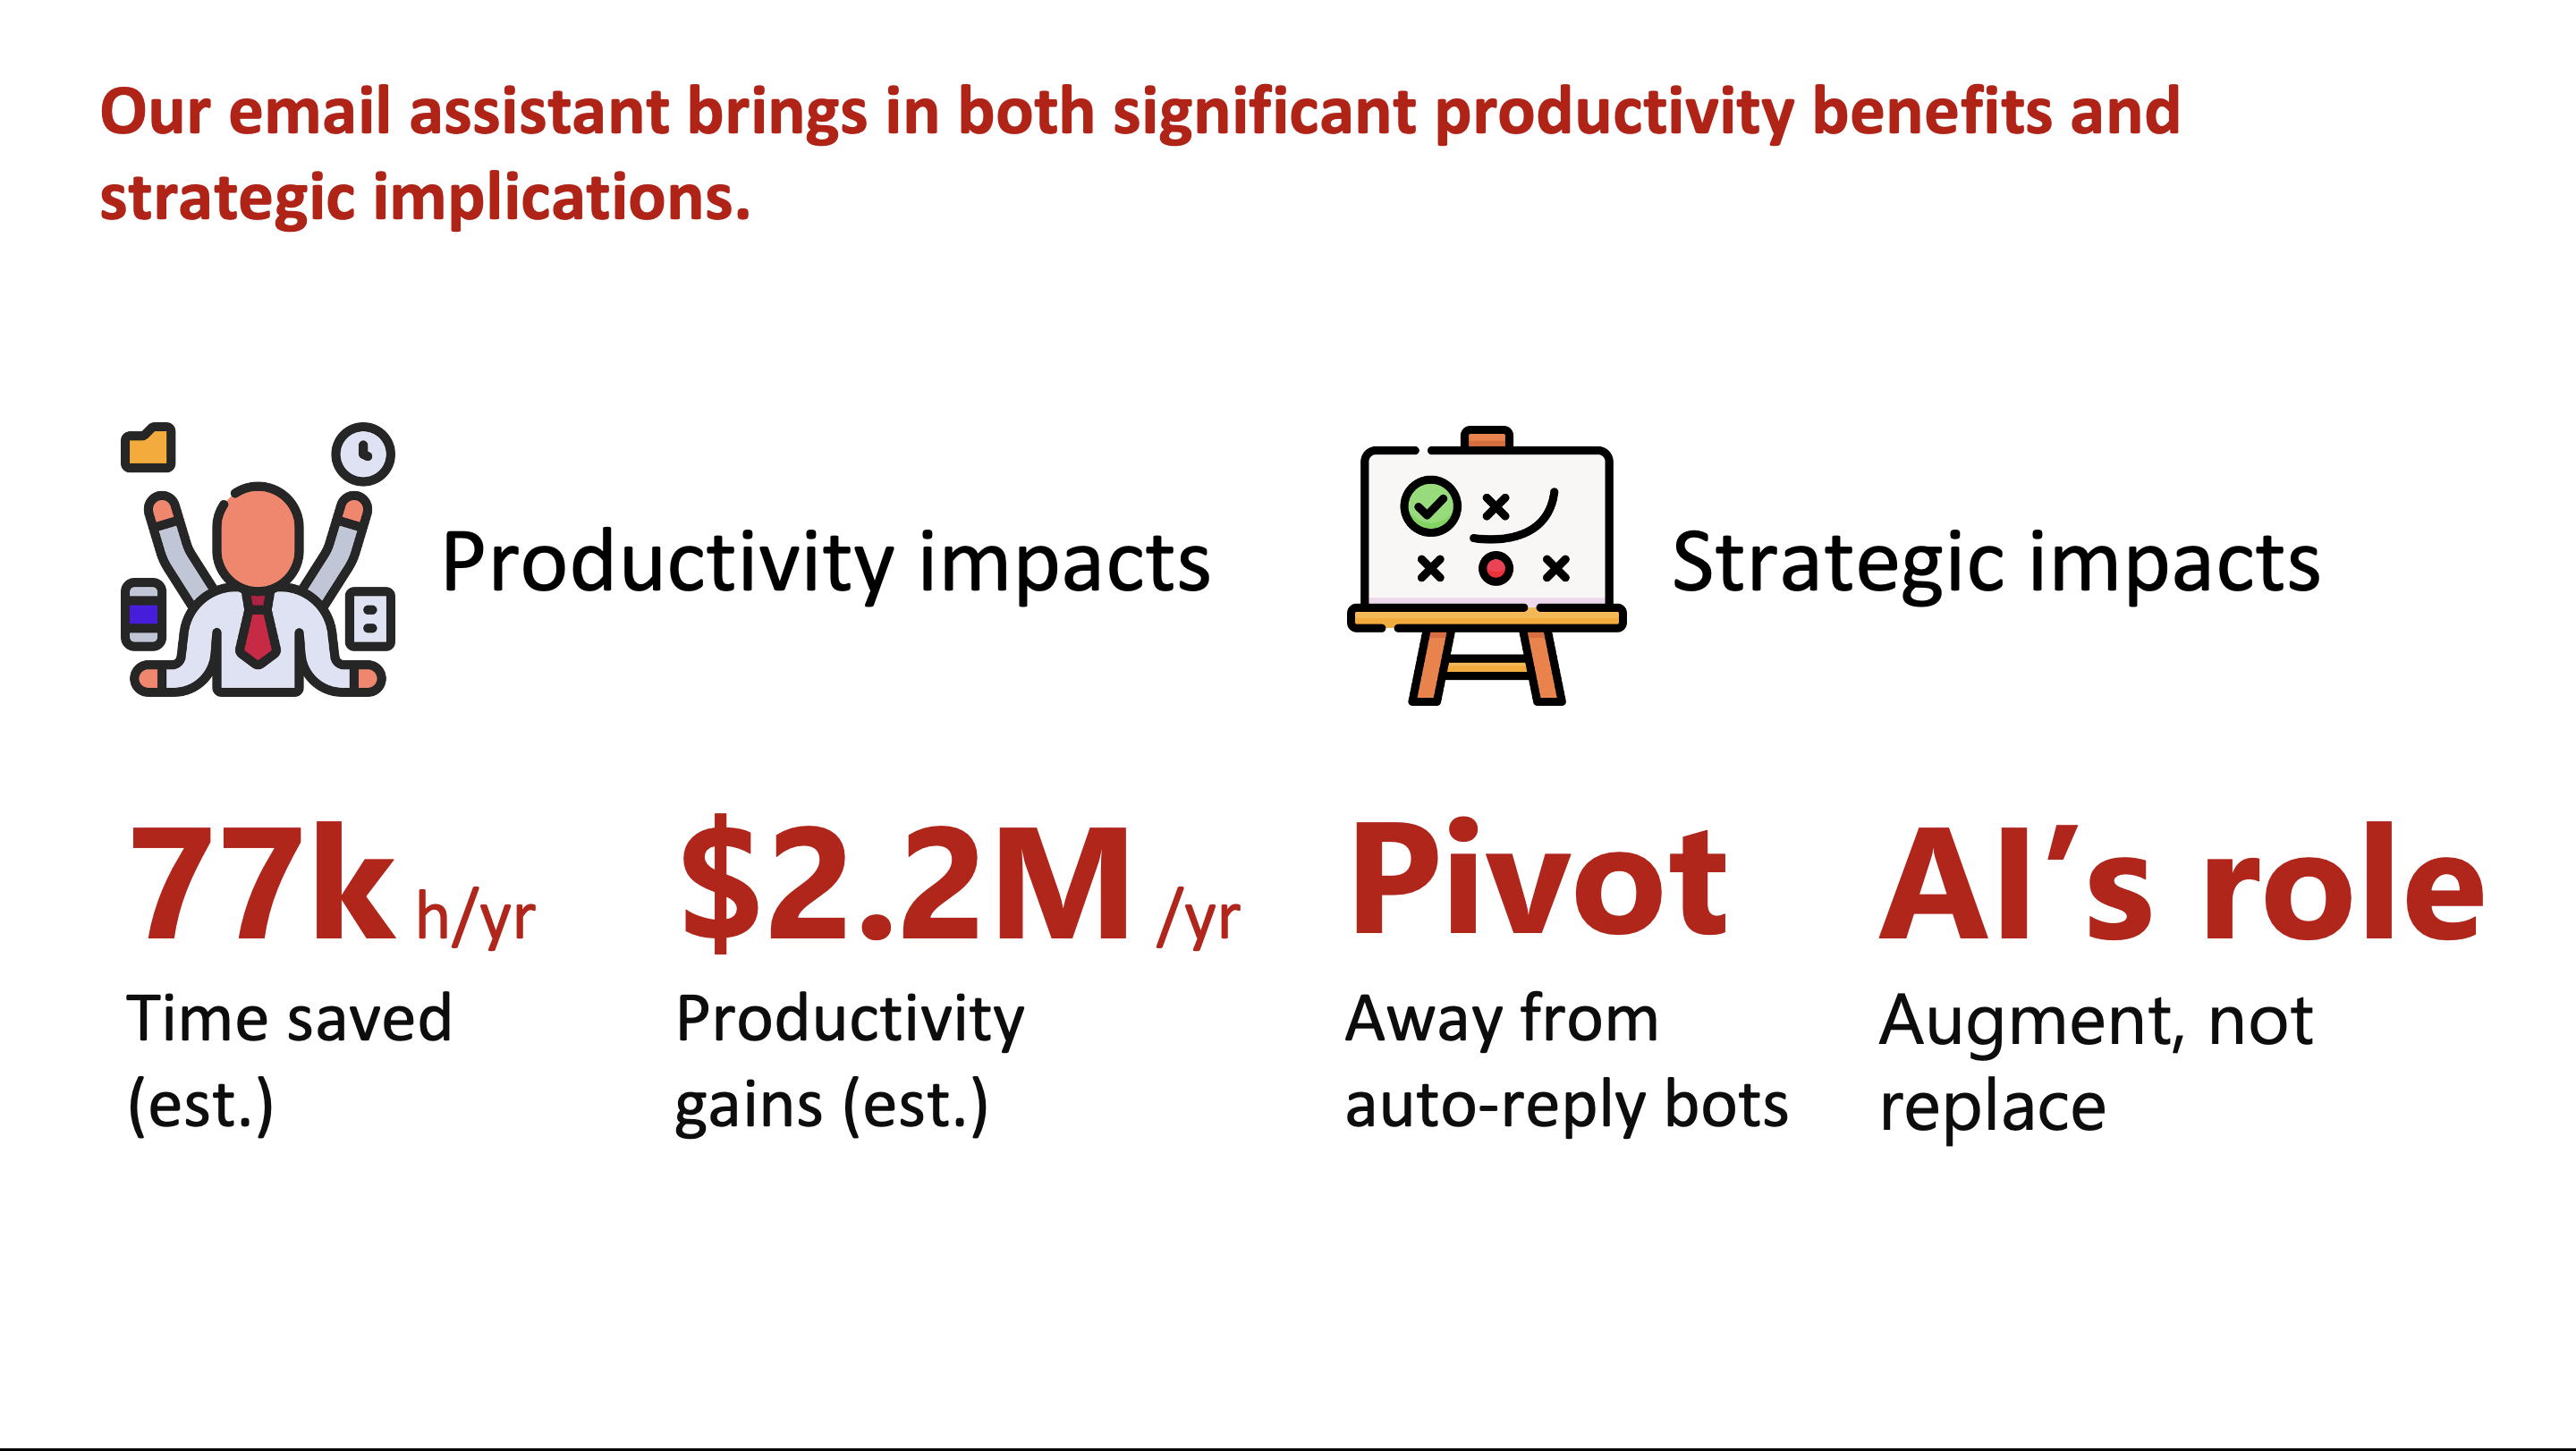 Our email assistant brings in both significant productivity benefits and
strategic implications.
Productivity impacts
Strategic impacts
77k h/yr
Time saved
(est.)
$2.2M /yr
Productivity
gains (est.)
Pivot
Away from
auto-reply bots
AI’s role
Augment, not
replace